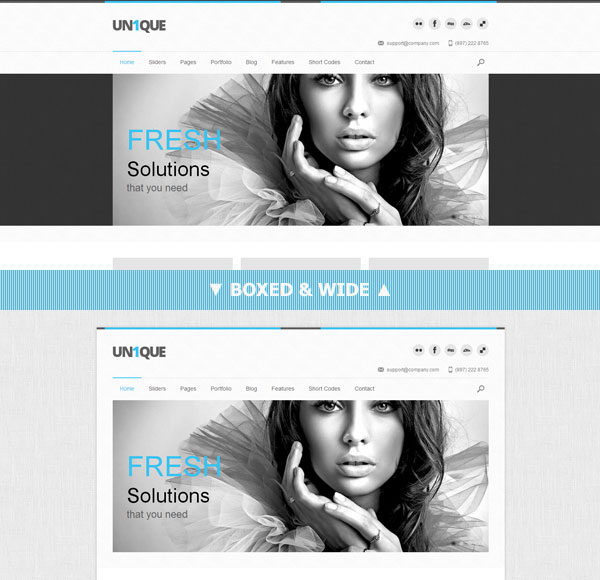 UN1QUE
support@company.com (887) 222.8765
Home Sliders Pages Portfolio Blog Features Short Codes Contact
FRESH
Solutions
that you need
▼ BOXED & WIDE ▲
UN1QUE
support@company.com (887) 222.8765
Home Sliders Pages Portfolio Blog Features Short Codes Contact
FRESH
Solutions
that you need